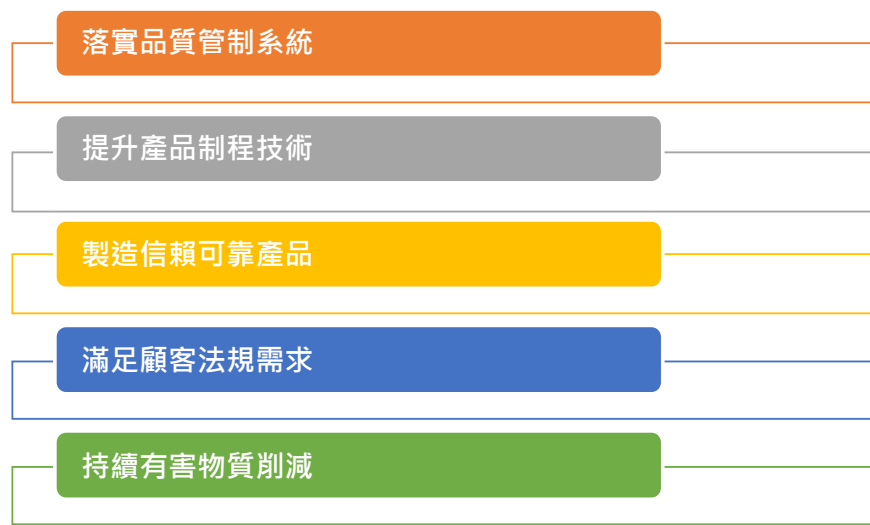 落實品質管制系統
提升產品制程技術
製造信賴可靠產品
滿足顧客法規需求
持續有害物質削減